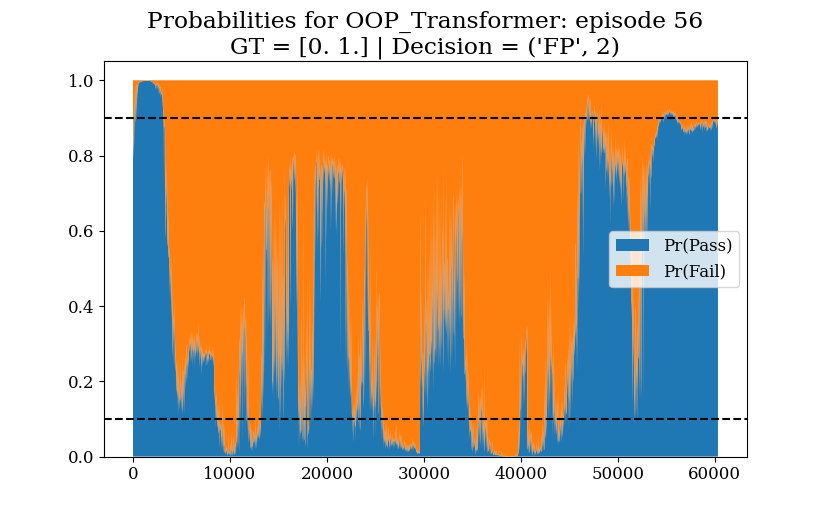 Probabilities for OOP_Transformer: episode 56
GT = [0. 1.] | Decision = ('FP', 2)
1.0
0.8
0.6
0.4
0.2
0.0
Pr(Pass)
Pr(Fail)
0 10000 20000 30000 40000 50000 60000